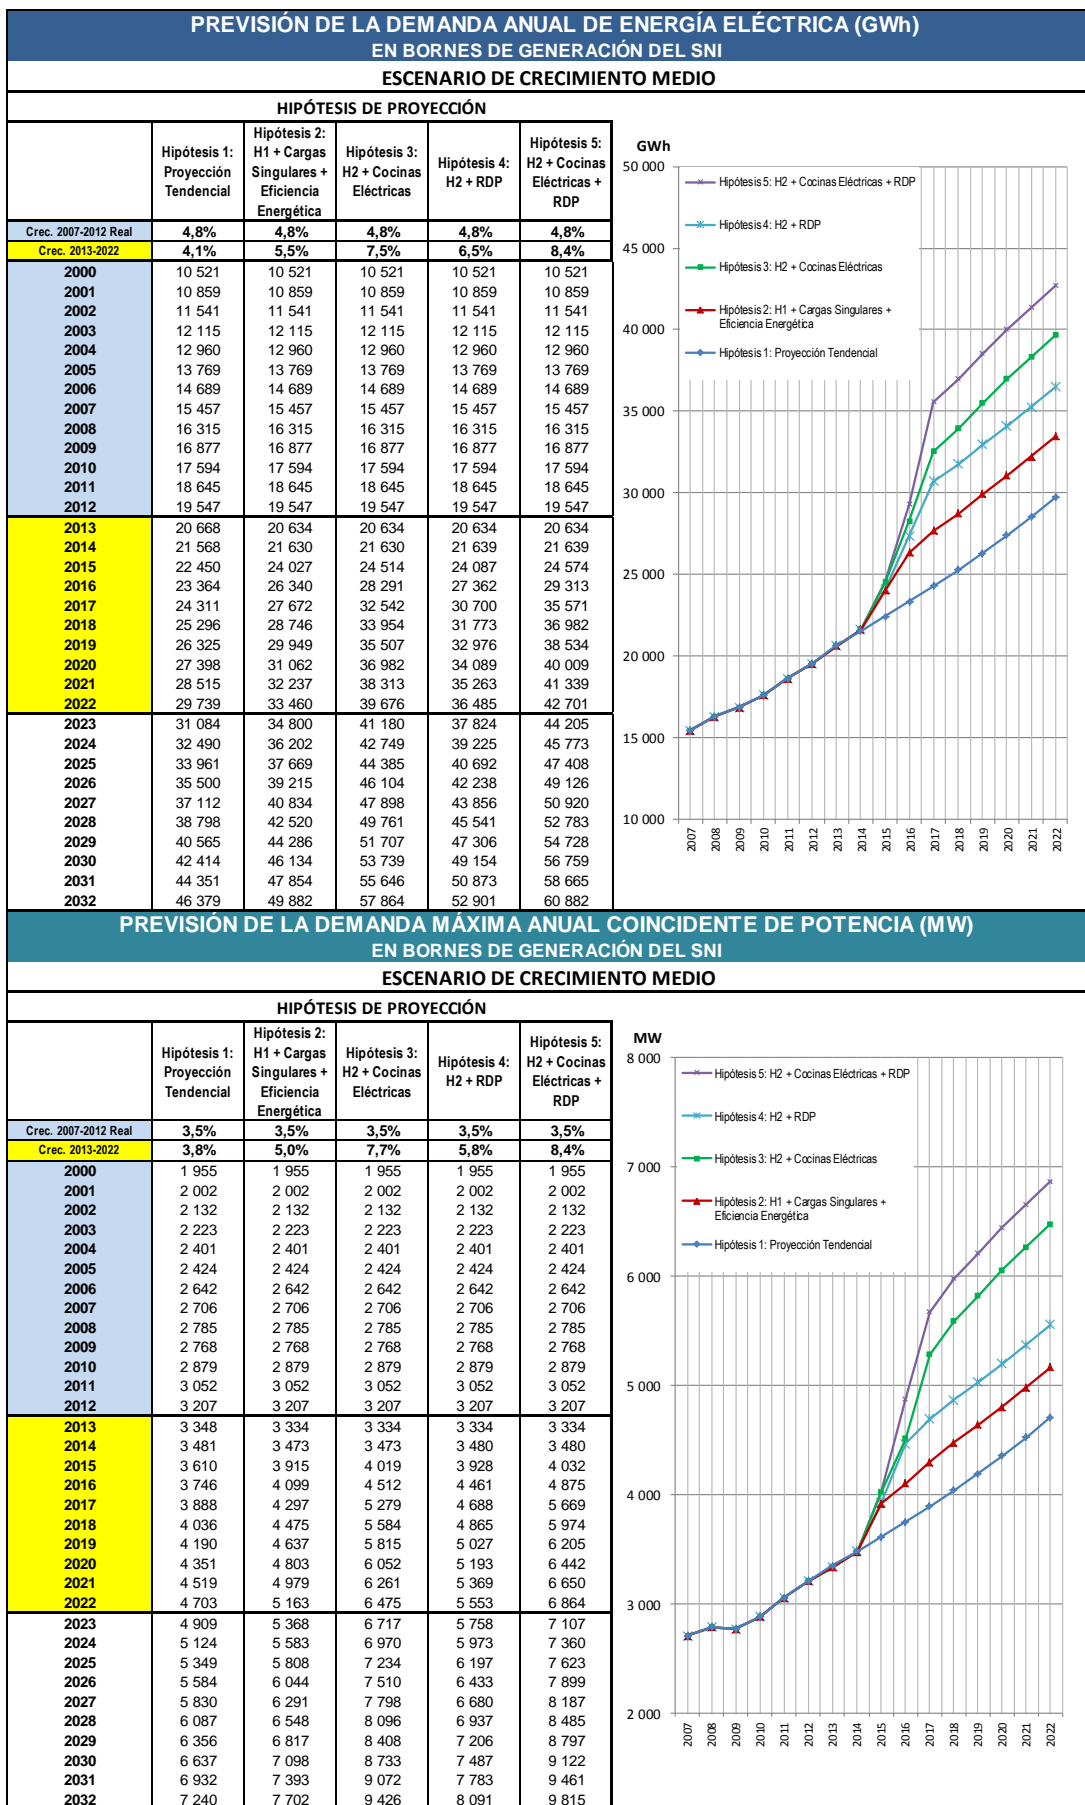 PREVISIÓN DE LA DEMANDA ANUAL DE ENERGÍA ELÉCTRICA (GWh)
EN BORNES DE GENERACIÓN DEL SNI
ESCENARIO DE CRECIMIENTO MEDIO
HIPÓTESIS DE PROYECCIÓN
Hipótesis 1: Proyección Tendencial
Hipótesis 2: H1 + Cargas Singulares + Eficiencia Energética
Hipótesis 3: H2 + Cocinas Eléctricas
Hipótesis 4: H2 + RDP
Hipótesis 5: H2 + Cocinas Eléctricas + RDP
Crec. 2007-2012 Real 4,8% 4,8% 4,8% 4,8% 4,8%
Crec. 2013-2022 4,1% 5,5% 7,5% 6,5% 8,4%
2000 10 521 10 521 10 521 10 521 10 521
2001 10 859 10 859 10 859 10 859 10 859
2002 11 541 11 541 11 541 11 541 11 541
2003 12 115 12 115 12 115 12 115 12 115
2004 12 960 12 960 12 960 12 960 12 960
2005 13 769 13 769 13 769 13 769 13 769
2006 14 689 14 689 14 689 14 689 14 689
2007 15 457 15 457 15 457 15 457 15 457
2008 16 315 16 315 16 315 16 315 16 315
2009 16 877 16 877 16 877 16 877 16 877
2010 17 594 17 594 17 594 17 594 17 594
2011 18 645 18 645 18 645 18 645 18 645
2012 19 547 19 547 19 547 19 547 19 547
2013 20 668 20 634 20 634 20 634 20 634
2014 21 568 21 630 21 630 21 639 21 639
2015 22 450 24 027 24 514 24 087 24 574
2016 23 364 26 340 28 291 27 362 29 313
2017 24 311 27 672 32 542 30 700 35 571
2018 25 296 28 746 33 954 31 773 36 982
2019 26 325 29 949 35 507 32 976 38 534
2020 27 398 31 062 36 982 34 089 40 009
2021 28 515 32 237 38 313 35 263 41 339
2022 29 739 33 460 39 676 36 485 42 701
2023 31 084 34 800 41 180 37 824 44 205
2024 32 490 36 202 42 749 39 225 45 773
2025 33 961 37 669 44 385 40 692 47 408
2026 35 500 39 215 46 104 42 238 49 126
2027 37 112 40 834 47 898 43 856 50 920
2028 38 798 42 520 49 761 45 541 52 783
2029 40 565 44 286 51 707 47 306 54 728
2030 42 414 46 134 53 739 49 154 56 759
2031 44 351 47 854 55 646 50 873 58 665
2032 46 379 49 882 57 864 52 901 60 882
GWh
50 000
45 000
40 000
35 000
30 000
25 000
20 000
15 000
10 000
Hipótesis 5: H2 + Cocinas Eléctricas + RDP
Hipótesis 4: H2 + RDP
Hipótesis 3: H2 + Cocinas Eléctricas
Hipótesis 2: H1 + Cargas Singulares +
Eficiencia Energética
Hipótesis 1: Proyección Tendencial
2007 2008 2009 2010 2011 2012 2013 2014 2015 2016 2017 2018 2019 2020 2021 2022
PREVISIÓN DE LA DEMANDA MÁXIMA ANUAL COINCIDENTE DE POTENCIA (MW)
EN BORNES DE GENERACIÓN DEL SNI
ESCENARIO DE CRECIMIENTO MEDIO
HIPÓTESIS DE PROYECCIÓN
Hipótesis 1: Proyección Tendencial
Hipótesis 2: H1 + Cargas Singulares + Eficiencia Energética
Hipótesis 3: H2 + Cocinas Eléctricas
Hipótesis 4: H2 + RDP
Hipótesis 5: H2 + Cocinas Eléctricas + RDP
Crec. 2007-2012 Real 3,5% 3,5% 3,5% 3,5% 3,5%
Crec. 2013-2022 3,8% 5,0% 7,7% 5,8% 8,4%
2000 1 955 1 955 1 955 1 955 1 955
2001 2 002 2 002 2 002 2 002 2 002
2002 2 132 2 132 2 132 2 132 2 132
2003 2 223 2 223 2 223 2 223 2 223
2004 2 401 2 401 2 401 2 401 2 401
2005 2 424 2 424 2 424 2 424 2 424
2006 2 642 2 642 2 642 2 642 2 642
2007 2 706 2 706 2 706 2 706 2 706
2008 2 785 2 785 2 785 2 785 2 785
2009 2 768 2 768 2 768 2 768 2 768
2010 2 879 2 879 2 879 2 879 2 879
2011 3 052 3 052 3 052 3 052 3 052
2012 3 207 3 207 3 207 3 207 3 207
2013 3 348 3 334 3 334 3 334 3 334
2014 3 481 3 473 3 473 3 480 3 480
2015 3 610 3 915 4 019 3 928 4 032
2016 3 746 4 099 4 512 4 461 4 875
2017 3 888 4 297 5 279 4 688 5 669
2018 4 036 4 475 5 584 4 865 5 974
2019 4 190 4 637 5 815 5 027 6 205
2020 4 351 4 803 6 052 5 193 6 442
2021 4 519 4 979 6 261 5 369 6 650
2022 4 703 5 163 6 475 5 553 6 864
2023 4 909 5 368 6 717 5 758 7 107
2024 5 124 5 583 6 970 5 973 7 360
2025 5 349 5 808 7 234 6 197 7 623
2026 5 584 6 044 7 510 6 433 7 899
2027 5 830 6 291 7 798 6 680 8 187
2028 6 087 6 548 8 096 6 937 8 485
2029 6 356 6 817 8 408 7 206 8 797
2030 6 637 7 098 8 733 7 487 9 122
2031 6 932 7 393 9 072 7 783 9 461
2032 7 240 7 702 9 426 8 091 9 815
MW
8 000
7 000
6 000
5 000
4 000
3 000
2 000
Hipótesis 5: H2 + Cocinas Eléctricas + RDP
Hipótesis 4: H2 + RDP
Hipótesis 3: H2 + Cocinas Eléctricas
Hipótesis 2: H1 + Cargas Singulares +
Eficiencia Energética
Hipótesis 1: Proyección Tendencial
2007 2008 2009 2010 2011 2012 2013 2014 2015 2016 2017 2018 2019 2020 2021 2022